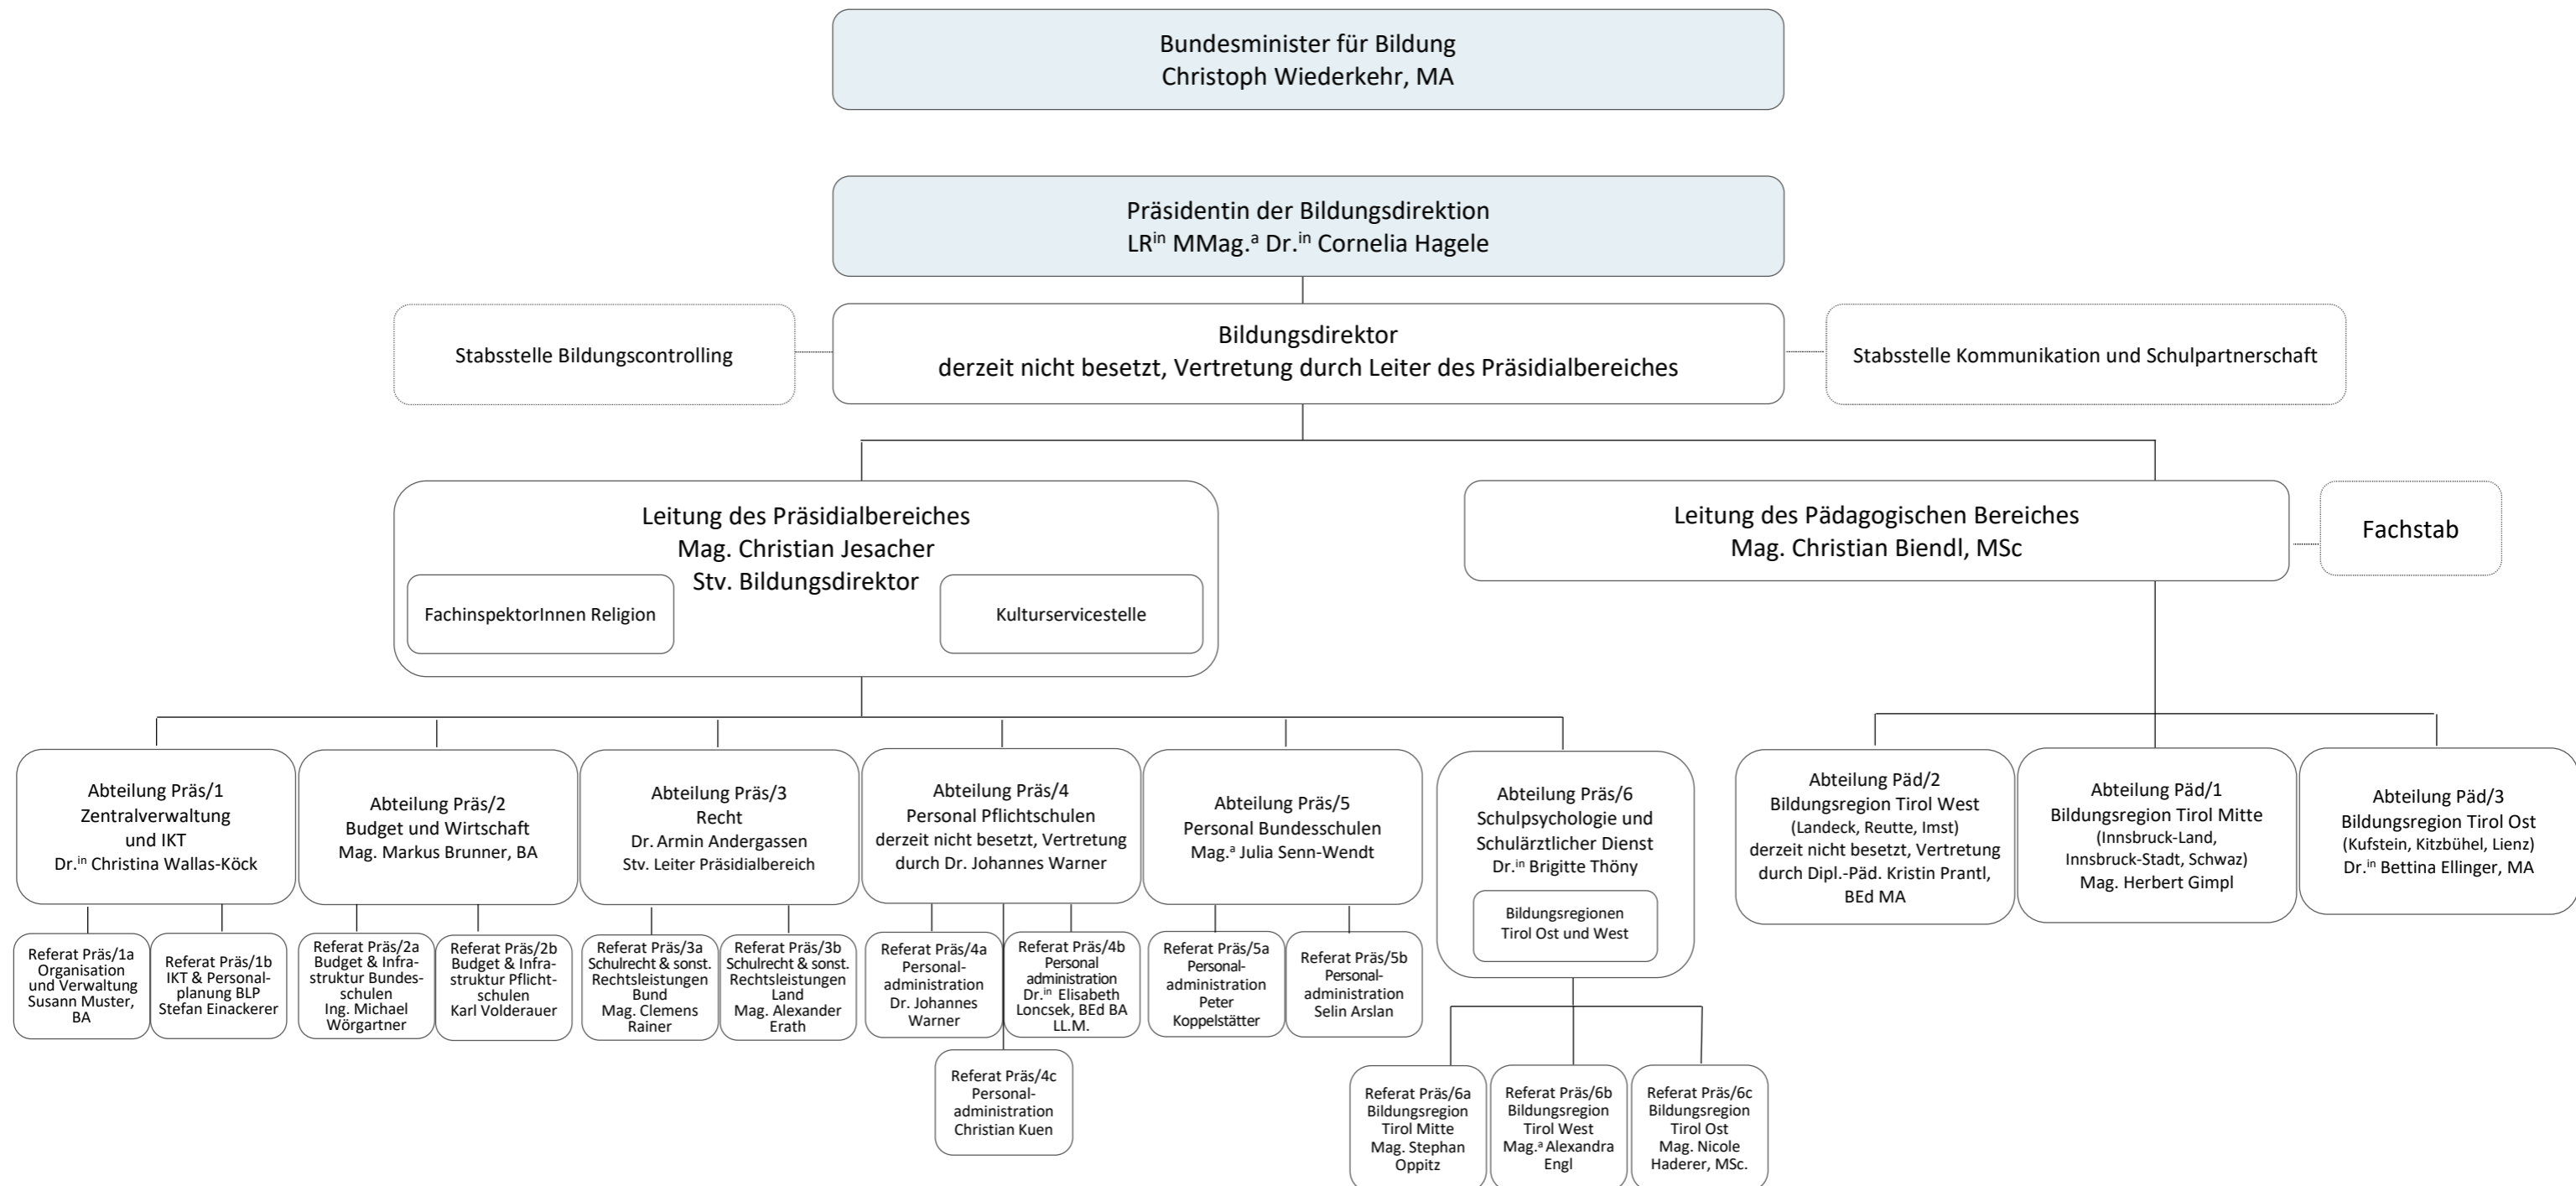 Bundesminister für Bildung
Christoph Wiederkehr, MA
Präsidentin der Bildungsdirektion
LRin MMag.a Dr.in Cornelia Hagele
Stabsstelle Bildungscontrolling
Bildungsdirektor
derzeit nicht besetzt, Vertretung durch Leiter des Präsidialbereiches
Stabsstelle Kommunikation und Schulpartnerschaft
Leitung des Präsidialbereiches
Mag. Christian Jesacher
Stv. Bildungsdirektor
FachinspektorInnen Religion
Kulturservicestelle
Leitung des Pädagogischen Bereiches
Mag. Christian Biendl, MSc
Fachstab
Abteilung Präs/1
Zentralverwaltung
und IKT
Dr.in Christina Wallas-Köck
Abteilung Präs/2
Budget und Wirtschaft
Mag. Markus Brunner, BA
Abteilung Präs/3
Recht
Dr. Armin Andergassen
Stv. Leiter Präsidialbereich
Abteilung Präs/4
Personal Pflichtschulen
derzeit nicht besetzt, Vertretung
durch Dr. Johannes Warner
Abteilung Präs/5
Personal Bundesschulen
Mag.a Julia Senn-Wendt
Abteilung Präs/6
Schulpsychologie und
Schulärztlicher Dienst
Dr.in Brigitte Thöny
Bildungsregionen
Tirol Ost und West
Abteilung Päd/2
Bildungsregion Tirol West
(Landeck, Reutte, Imst)
derzeit nicht besetzt, Vertretung
durch Dipl.-Päd. Kristin Prantl,
BEd MA
Abteilung Päd/1
Bildungsregion Tirol Mitte
(Innsbruck-Land,
Innsbruck-Stadt, Schwaz)
Mag. Herbert Gimpl
Abteilung Päd/3
Bildungsregion Tirol Ost
(Kufstein, Kitzbühel, Lienz)
Dr.in Bettina Ellinger, MA
Referat Präs/1a
Organisation
und Verwaltung
Susann Muster,
BA
Referat Präs/1b
IKT & Personal-
planung BLP
Stefan Einackerer
Referat Präs/2a
Budget & Infra-
struktur Bundes-
schulen
Ing. Michael
Wörgartner
Referat Präs/2b
Budget & Infra-
struktur Pflicht-
schulen
Karl Volderauer
Referat Präs/3a
Schulrecht & sonst.
Rechtsleistungen
Bund
Mag. Clemens
Rainer
Referat Präs/3b
Schulrecht & sonst.
Rechtsleistungen
Land
Mag. Alexander
Erath
Referat Präs/4a
Personal-
administration
Dr. Johannes
Warner
Referat Präs/4b
Personal
administration
Dr.in Elisabeth
Loncsek, BEd BA
LL.M.
Referat Präs/5a
Personal-
administration
Peter
Koppelstätter
Referat Präs/5b
Personal-
administration
Selin Arslan
Referat Präs/4c
Personal-
administration
Christian Kuen
Referat Präs/6a
Bildungsregion
Tirol Mitte
Mag. Stephan
Oppitz
Referat Präs/6b
Bildungsregion
Tirol West
Mag.a Alexandra
Engl
Referat Präs/6c
Bildungsregion
Tirol Ost
Mag. Nicole
Haderer, MSc.